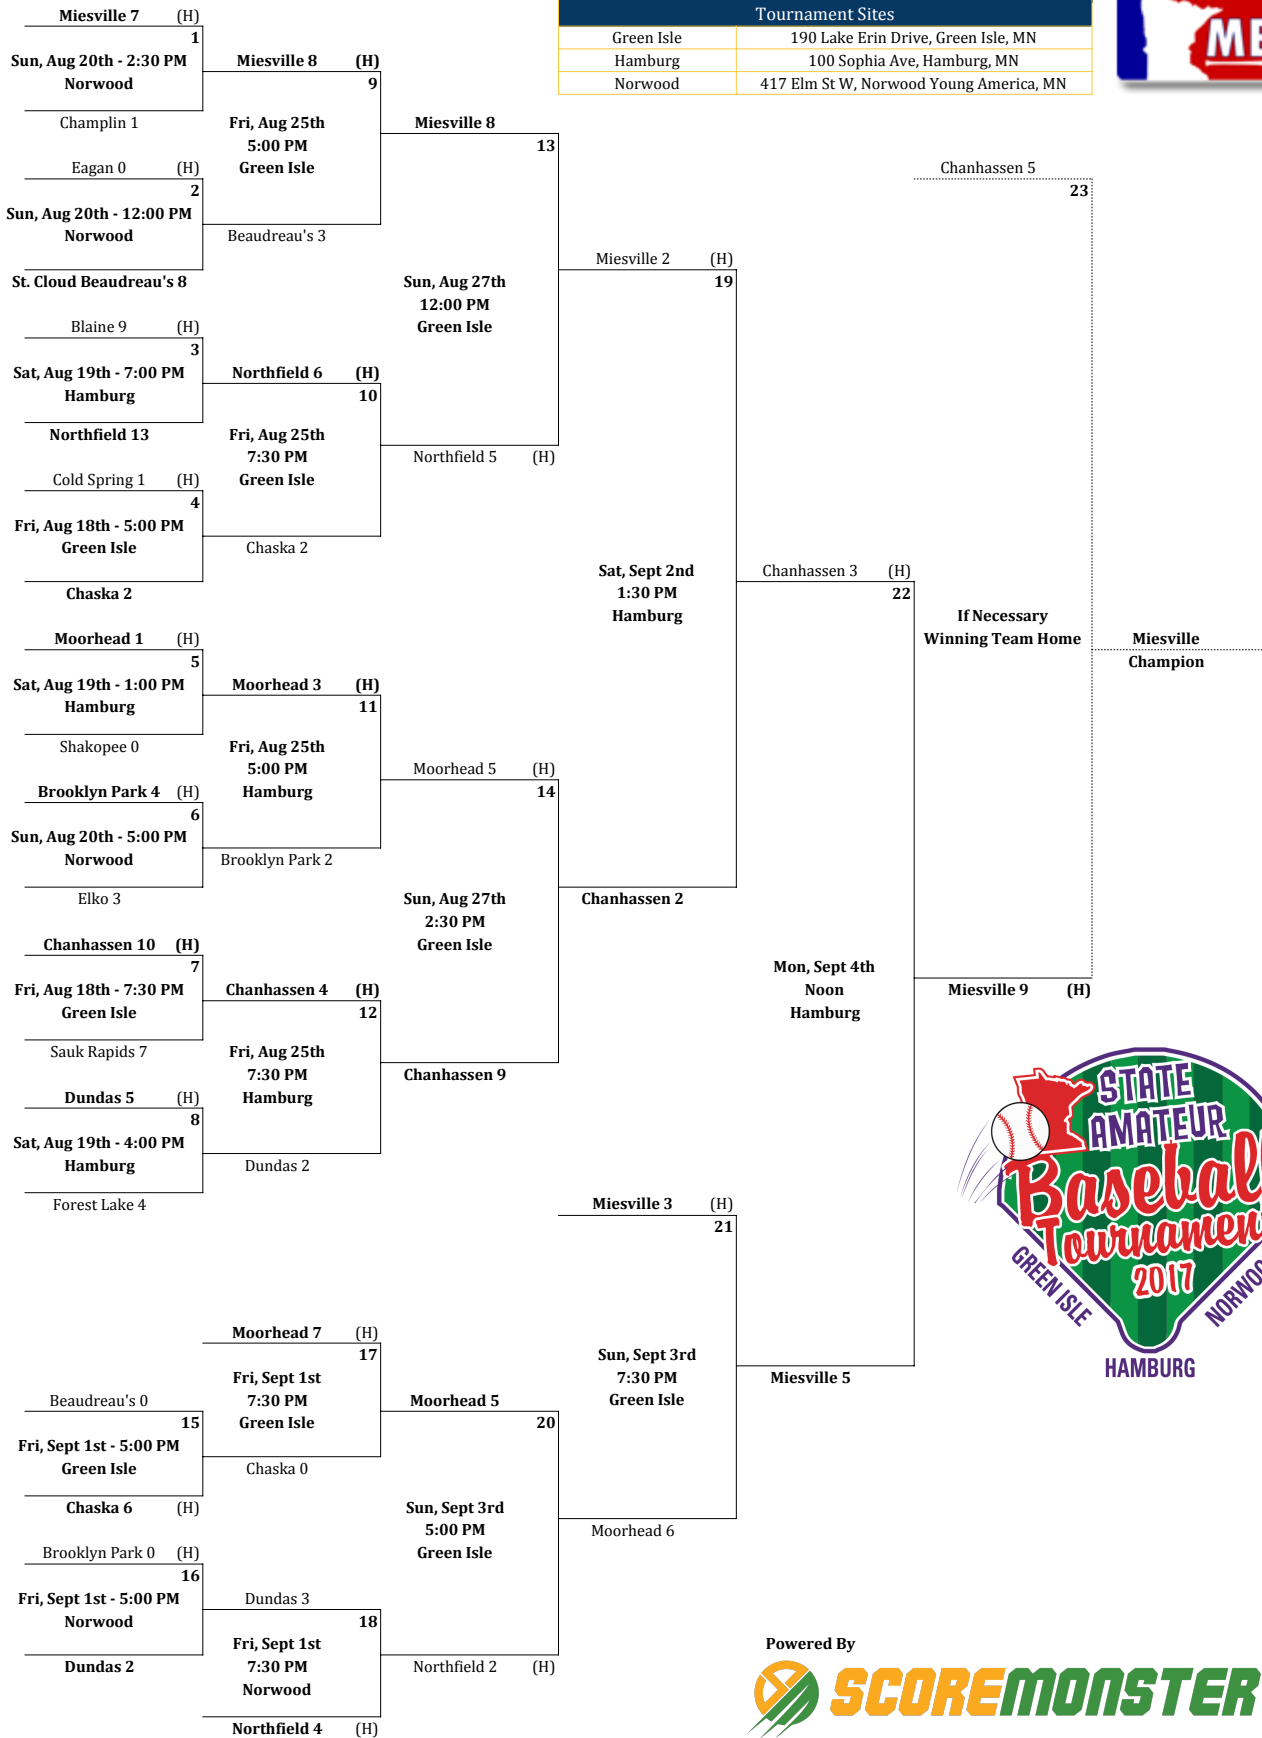 Miesville 7 (H)
1
Sun, Aug 20th - 2:30 PM
Norwood
Champlin 1
Eagan 0 (H)
2
Sun, Aug 20th - 12:00 PM
Norwood
St. Cloud Beaudreau's 8
Blaine 9 (H)
3
Sat, Aug 19th - 7:00 PM
Hamburg
Northfield 13
Cold Spring 1 (H)
4
Fri, Aug 18th - 5:00 PM
Green Isle
Chaska 2
Moorhead 1 (H)
5
Sat, Aug 19th - 1:00 PM
Hamburg
Shakopee 0
Brooklyn Park 4 (H)
6
Sun, Aug 20th - 5:00 PM
Norwood
Elko 3
Chanhassen 10 (H)
7
Fri, Aug 18th - 7:30 PM
Green Isle
Sauk Rapids 7
Dundas 5 (H)
8
Sat, Aug 19th - 4:00 PM
Hamburg
Forest Lake 4
Miesville 8 (H)
9
Fri, Aug 25th
5:00 PM
Green Isle
Beaudreau's 3
Northfield 6 (H)
10
Fri, Aug 25th
7:30 PM
Green Isle
Chaska 2
Moorhead 3 (H)
11
Fri, Aug 25th
5:00 PM
Hamburg
Brooklyn Park 2
Chanhassen 4 (H)
12
Fri, Aug 25th
7:30 PM
Hamburg
Dundas 2
Miesville 8
13
Sun, Aug 27th
12:00 PM
Green Isle
Northfield 5 (H)
Moorhead 5 (H)
14
Sun, Aug 27th
2:30 PM
Green Isle
Chanhassen 9
Beaudreau's 0
15
Fri, Sept 1st - 5:00 PM
Green Isle
Chaska 6 (H)
Brooklyn Park 0 (H)
16
Fri, Sept 1st - 5:00 PM
Norwood
Dundas 2
Moorhead 7 (H)
17
Fri, Sept 1st
7:30 PM
Green Isle
Chaska 0
Dundas 3
18
Fri, Sept 1st
7:30 PM
Norwood
Northfield 4 (H)
Miesville 2 (H)
19
Sat, Sept 2nd
1:30 PM
Hamburg
Chanhassen 2
Moorhead 5
20
Sun, Sept 3rd
5:00 PM
Green Isle
Northfield 2 (H)
Miesville 3 (H)
21
Sun, Sept 3rd
7:30 PM
Green Isle
Moorhead 6
Chanhassen 3 (H)
22
Mon, Sept 4th
Noon
Hamburg
Miesville 5
Chanhassen 5
23
If Necessary
Winning Team Home
Miesville 9 (H)
Miesville
Champion
Tournament Sites
Green Isle 190 Lake Erin Drive, Green Isle, MN
Hamburg 100 Sophia Ave, Hamburg, MN
Norwood 417 Elm St W, Norwood Young America, MN
STATE
AMATEUR
Baseball
Tournamen
2017
GREEN ISLE
HAMBURG
NORWOO
Powered By
SCOREMONSTER